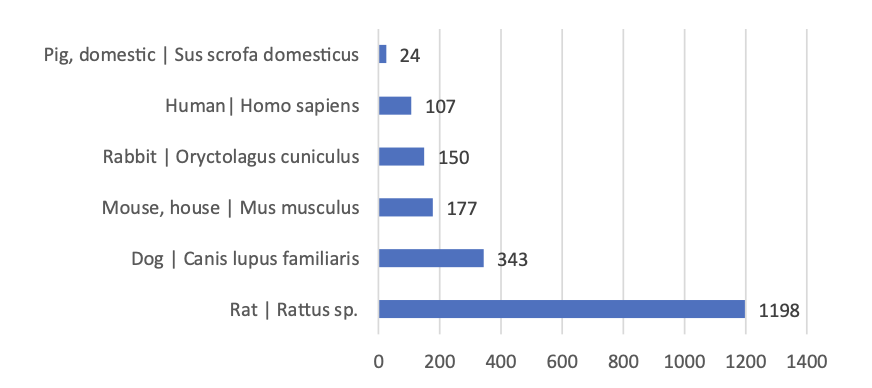 Pig, domestic | Sus scrofa domesticus 24
Human| Homo sapiens 107
Rabbit | Oryctolagus cuniculus 150
Mouse, house | Mus musculus 177
Dog | Canis lupus familiaris 343
Rat | Rattus sp. 1198
0 200 400 600 800 1000 1200 1400